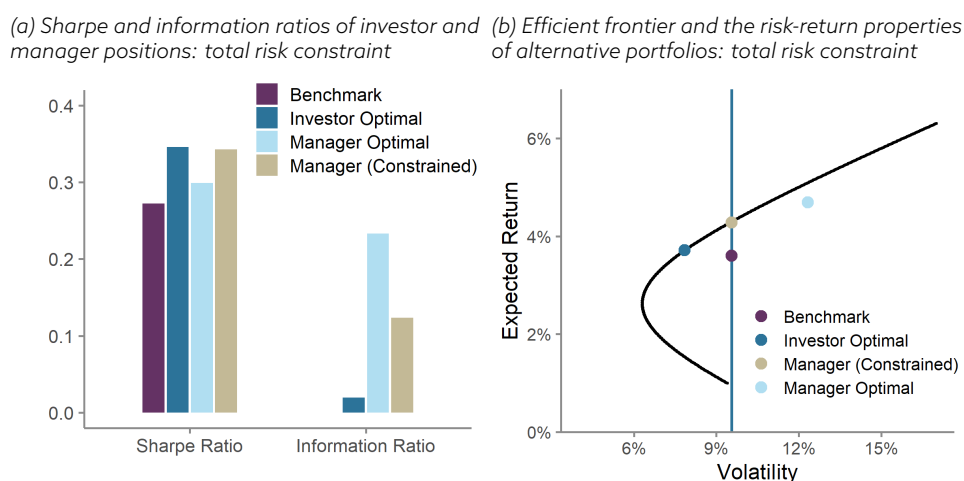 (a) Sharpe and information ratios of investor and
manager positions: total risk constraint
(b) Efficient frontier and the risk-return properties
of alternative portfolios: total risk constraint
0.4
0.3
0.2
0.1
0.0
Benchmark
Investor Optimal
Manager Optimal
Manager (Constrained)
Sharpe Ratio
Information Ratio
Expected Return
6%
4%
2%
0%
Benchmark
Investor Optimal
Manager (Constrained)
Manager Optimal
6%
9%
12%
15%
Volatility